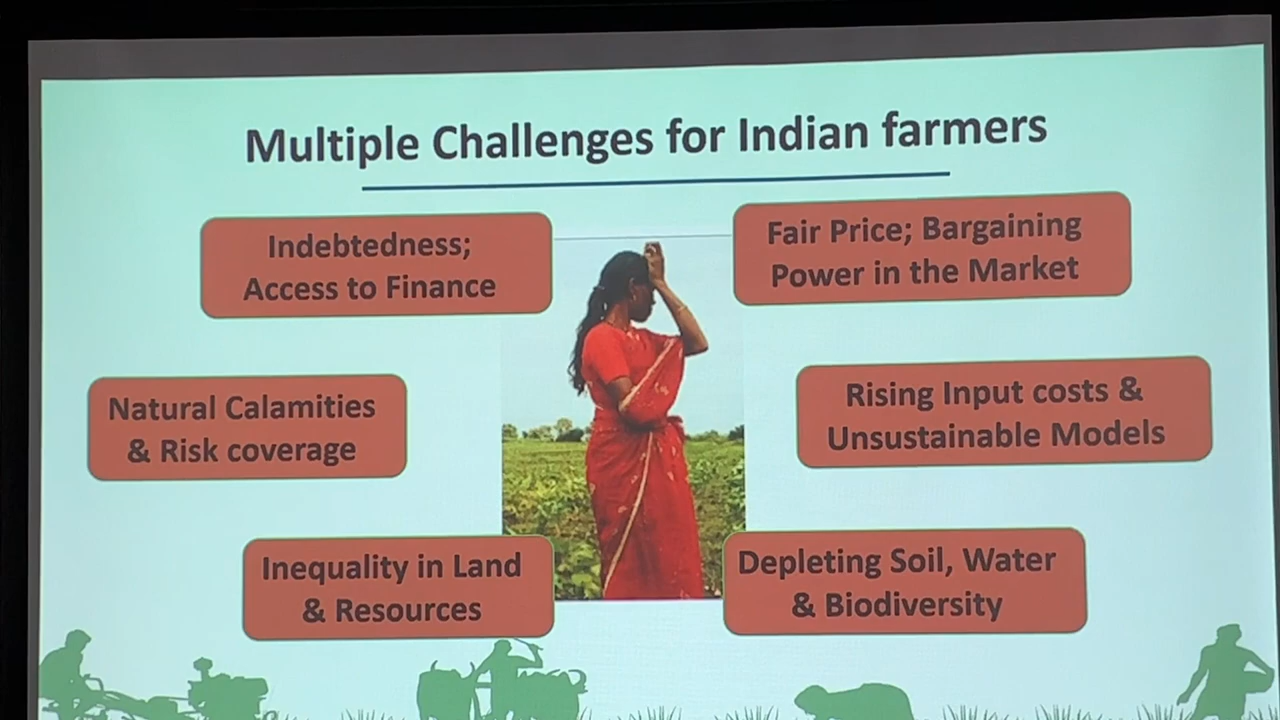 Multiple Challenges for Indian farmers
Indebtedness;
Access to Finance
Fair Price; Bargaining
Power in the Market
Natural Calamities
& Risk coverage
Rising Input costs &
Unsustainable Models
Inequality in Land
& Resources
Depleting Soil, Water
& Biodiversity